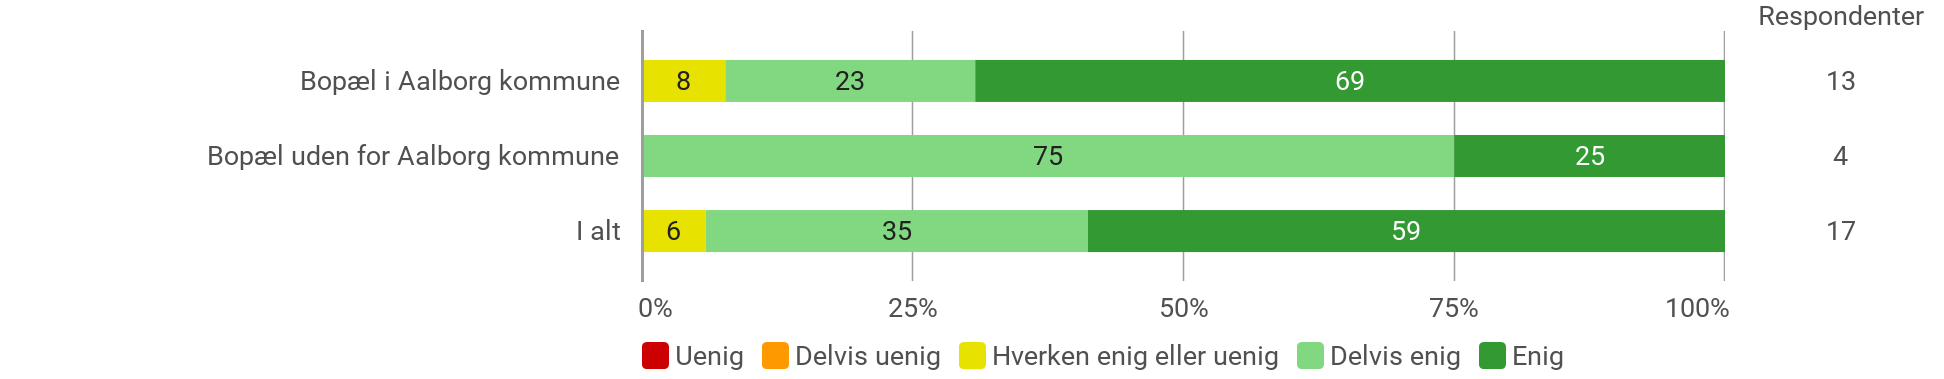 Respondenter
Bopæl i Aalborg kommune 8 23 69 13
Bopæl uden for Aalborg kommune 75 25 4
I alt 6 35 59 17
0% 25% 50% 75% 100%
Uenig Delvis uenig Hverken enig eller uenig Delvis enig Enig